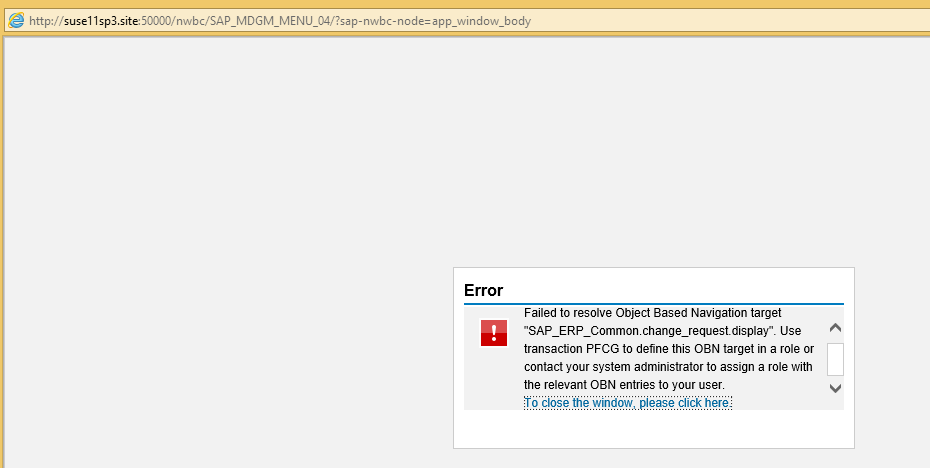 http://suse11sp3.site:50000/nwbc/SAP_MDGM_MENU_04/?sap-nwbc-node=app_window_body
Error
Failed to resolve Object Based Navigation target
"SAP_ERP_Common.change_request.display". Use
transaction PFCG to define this OBN target in a role or
contact your system administrator to assign a role with
the relevant OBN entries to your user.
To close the window, please click here.